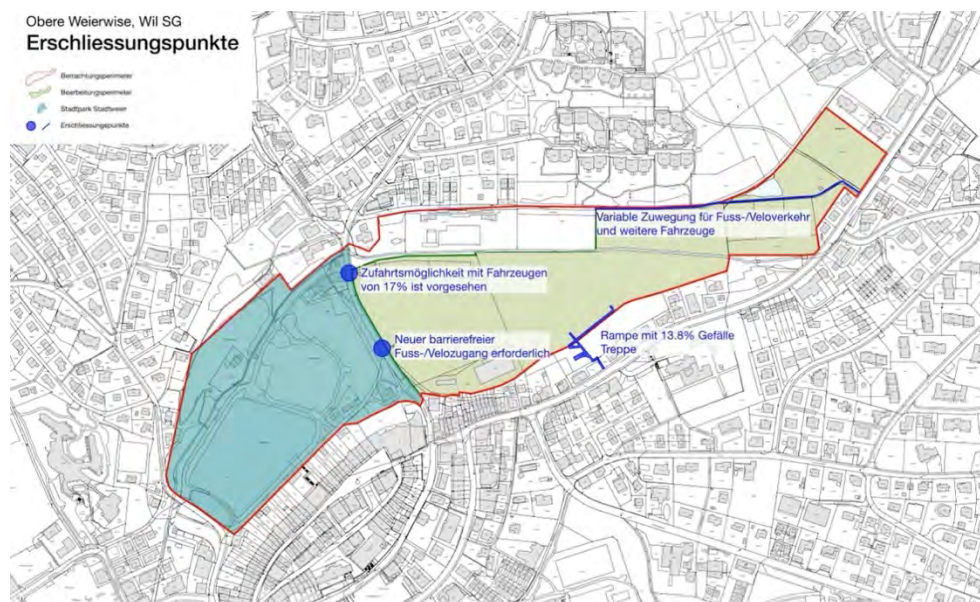 Obere Weierwise, Wil SG
Erschliessungspunkte
Betrachtungsperimeter
Bearbeitungsperimeter
Stadtpark Stadtweier
Erschliessungspunkte
Variable Zuwegung für Fuss-/Veloverkehr
und weitere Fahrzeuge
Zufahrtsmöglichkeit mit Fahrzeugen
von 17% ist vorgesehen
Neuer barrierefreier
Fuss-/Velozugang erforderlich
Rampe mit 13.8% Gefälle
Treppe